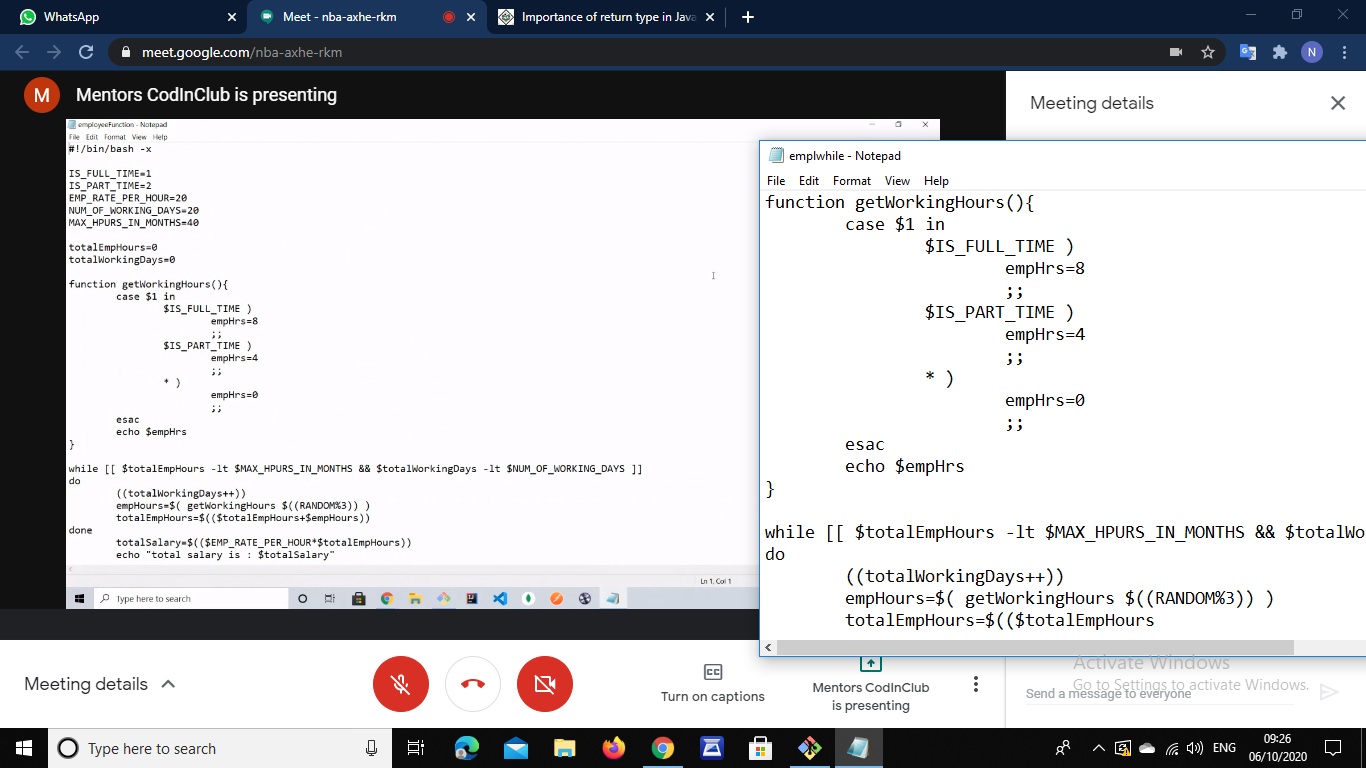 WhatsApp
Meet - nba-axhe-rkm
Importance of return type in Java
meet.google.com/nba-axhe-rkm
N
M
Mentors CodInClub is presenting
Meeting details
employeeFunction - Notepad
File Edit Format View Help
#!/bin/bash -x
IS_FULL_TIME=1
IS_PART_TIME=2
EMP_RATE_PER_HOUR=20
NUM_OF_WORKING_DAYS=20
MAX_HPURS_IN_MONTHS=40
totalEmpHours=0
totalWorkingDays=0
function getWorkingHours(){
case $1 in
$IS_FULL_TIME )
empHrs=8
;;
$IS_PART_TIME )
empHrs=4
;;
* )
empHrs=0
;;
esac
echo $empHrs
}
while [[ $totalEmpHours -lt $MAX_HPURS_IN_MONTHS && $totalWorkingDays -lt $NUM_OF_WORKING_DAYS ]]
do
((totalWorkingDays++))
empHours=$( getWorkingHours $((RANDOM%3)) )
totalEmpHours=$(($totalEmpHours+$empHours))
done
totalSalary=$(($EMP_RATE_PER_HOUR*$totalEmpHours))
echo "total salary is : $totalSalary"
Ln 1, Col 1
Type here to search
emplwhile - Notepad
File Edit Format View Help
function getWorkingHours(){
case $1 in
$IS_FULL_TIME )
empHrs=8
;;
$IS_PART_TIME )
empHrs=4
;;
* )
empHrs=0
;;
esac
echo $empHrs
}
while [[ $totalEmpHours -lt $MAX_HPURS_IN_MONTHS && $totalWo
do
((totalWorkingDays++))
empHours=$( getWorkingHours $((RANDOM%3)) )
totalEmpHours=$(($totalEmpHours
Activate Windows
Go to Settings to activate Windows.
Send a message to everyone
Meeting details
Turn on captions
Mentors CodInClub
is presenting
Type here to search
ENG
09:26
06/10/2020